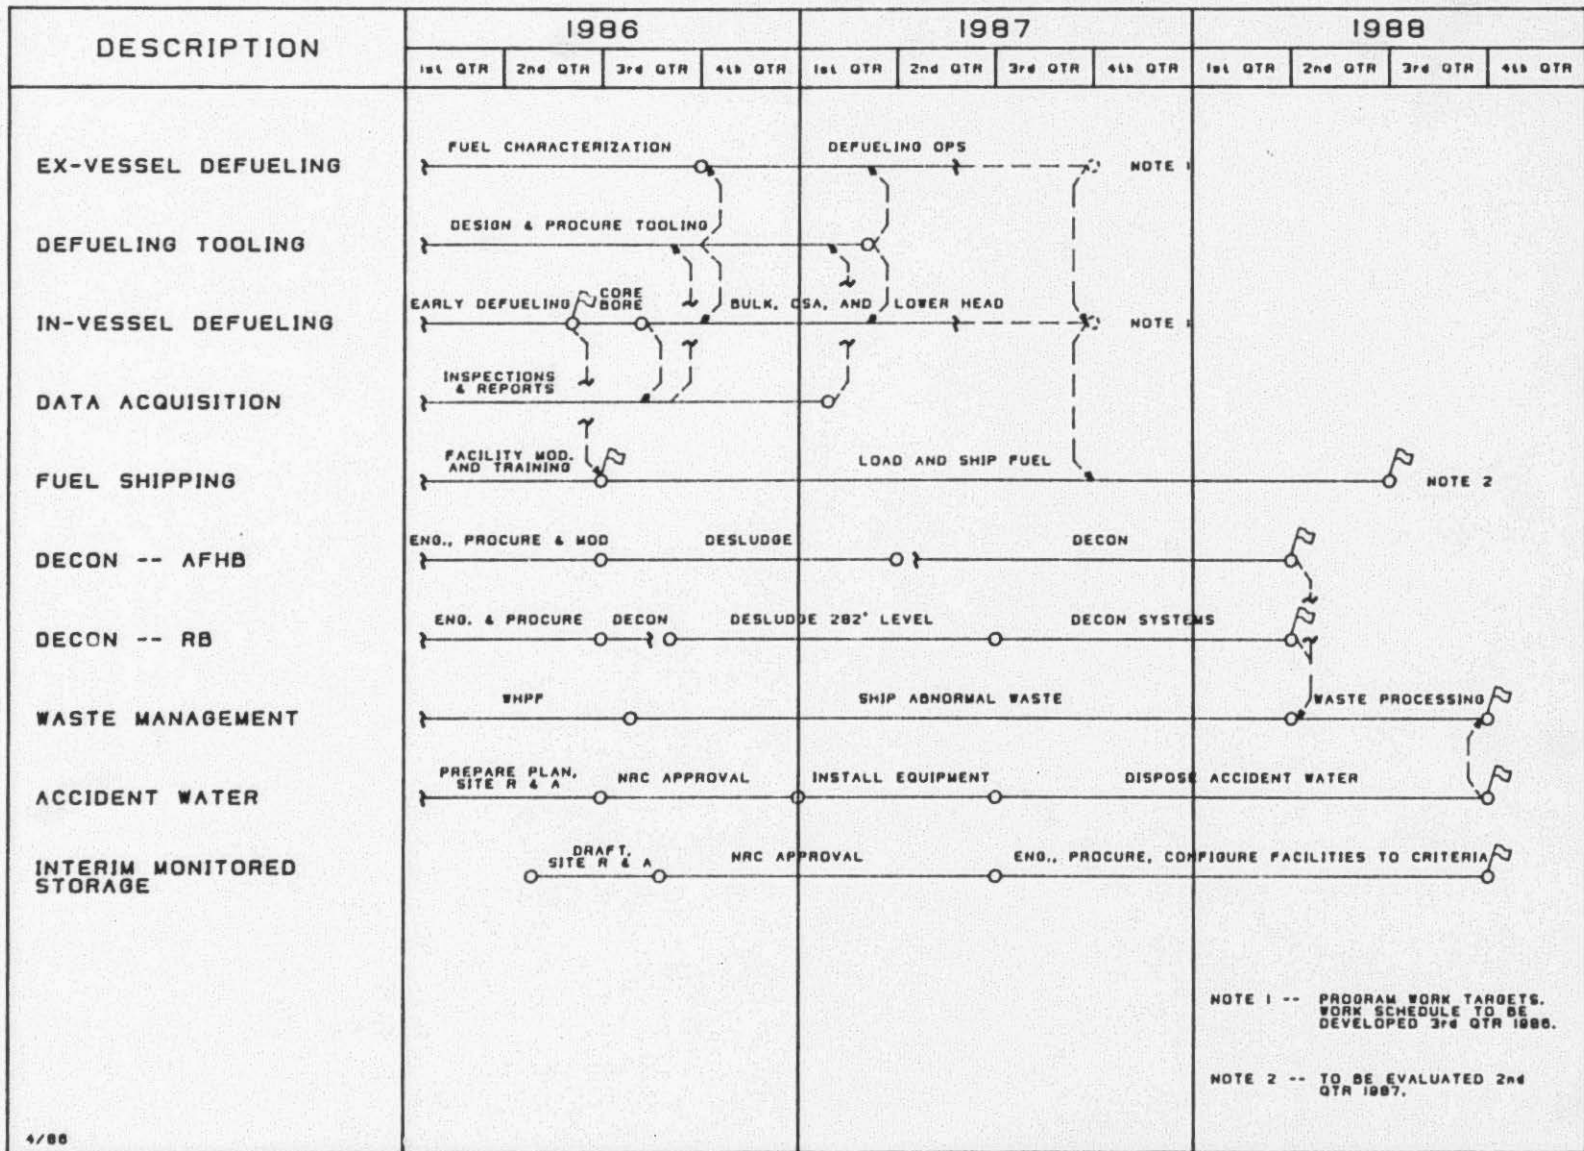 DESCRIPTION
1986
1987
1988
1st QTR 2nd QTR 3rd QTR 4th QTR 1st QTR 2nd QTR 3rd QTR 4th QTR 1st QTR 2nd QTR 3rd QTR 4th QTR
EX-VESSEL DEFUELING
FUEL CHARACTERIZATION
DEFUELING OPS
NOTE 1
DEFUELING TOOLING
DESIGN & PROCURE TOOLING
IN-VESSEL DEFUELING
EARLY DEFUELING
CORE
BORE
BULK, CSA, AND LOWER HEAD
NOTE 1
DATA ACQUISITION
INSPECTIONS
& REPORTS
FUEL SHIPPING
FACILITY MOD.
AND TRAINING
LOAD AND SHIP FUEL
NOTE 2
DECON -- AFHB
ENG., PROCURE & MOD
DESLUDGE
DECON
DECON -- RB
ENG. & PROCURE
DECON
DESLUDGE 282' LEVEL
DECON SYSTEMS
WASTE MANAGEMENT
WHPF
SHIP ABNORMAL WASTE
WASTE PROCESSING
ACCIDENT WATER
PREPARE PLAN,
SITE R & A
NRC APPROVAL
INSTALL EQUIPMENT
DISPOSE ACCIDENT WATER
INTERIM MONITORED
STORAGE
DRAFT,
SITE R & A
NRC APPROVAL
ENG., PROCURE, CONFIGURE FACILITIES TO CRITERIA
NOTE 1 -- PROGRAM WORK TARGETS.
WORK SCHEDULE TO BE
DEVELOPED 3rd QTR 1986.
NOTE 2 -- TO BE EVALUATED 2nd
QTR 1987.
4/86